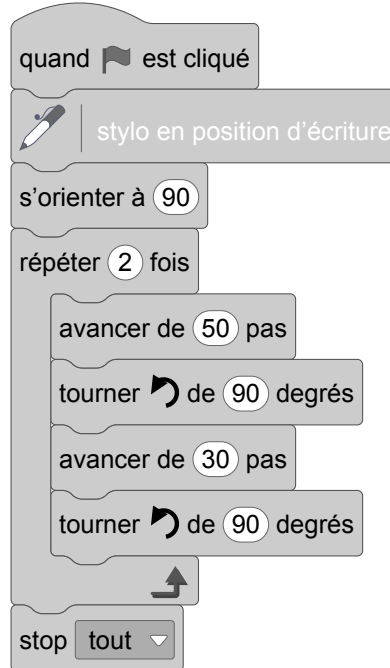 quand est cliqué
stylo en position d’écriture
s’orienter à 90
répéter 2 fois
avancer de 50 pas
tourner de 90 degrés
avancer de 30 pas
tourner de 90 degrés
stop tout